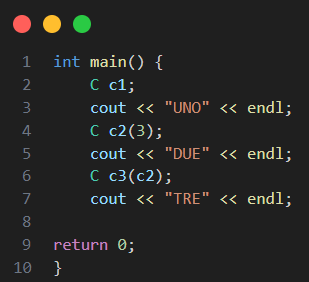 1 int main() {
2 C c1;
3 cout << "UNO" << endl;
4 C c2(3);
5 cout << "DUE" << endl;
6 C c3(c2);
7 cout << "TRE" << endl;
8
9 return 0;
10 }